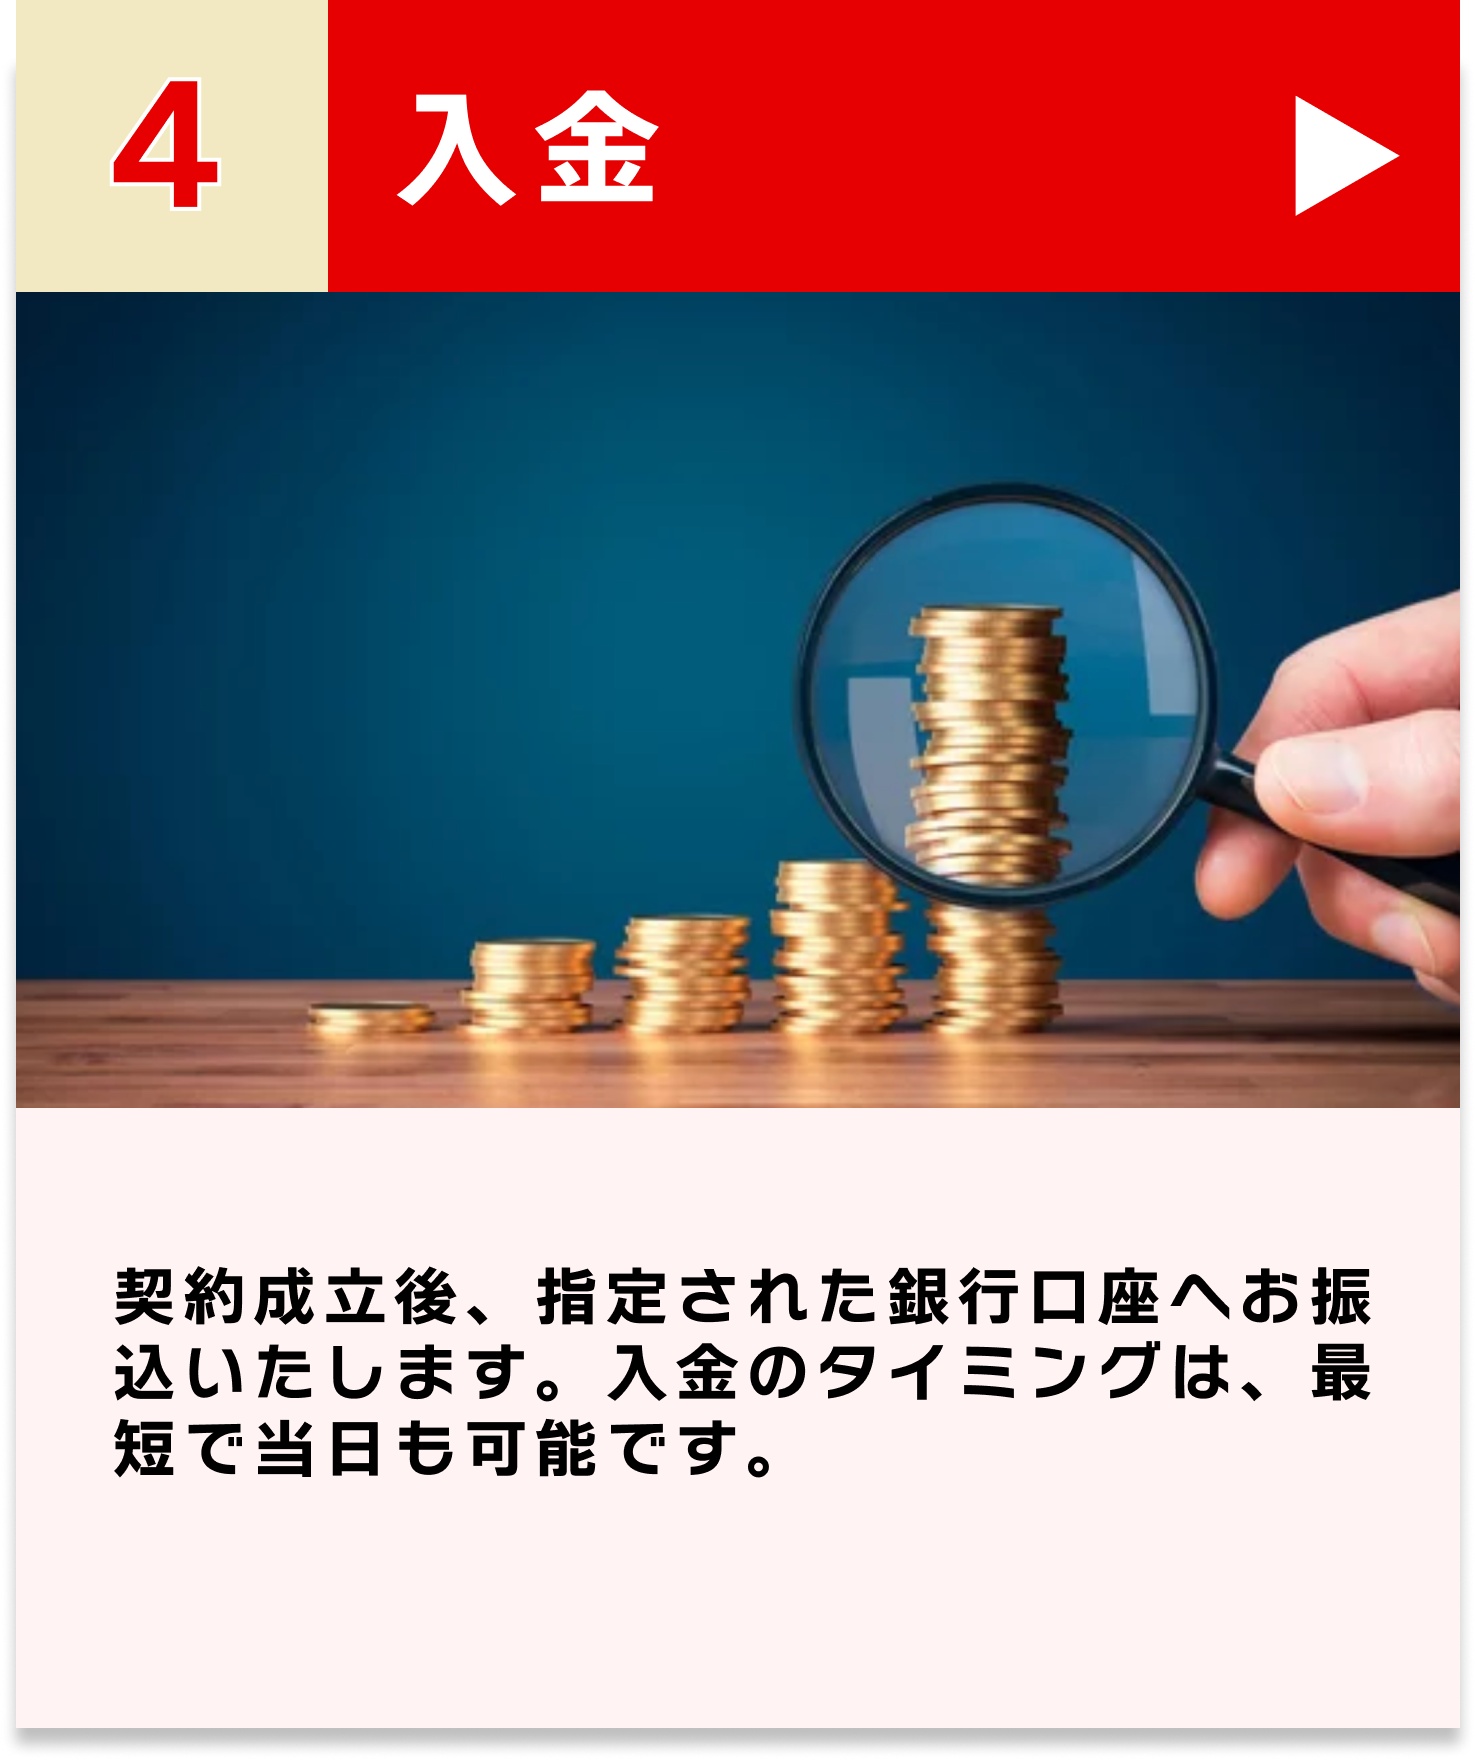 4
入金
契約成立後、指定された銀行口座へお振
込いたします。入金のタイミングは、最
短で当日も可能です。